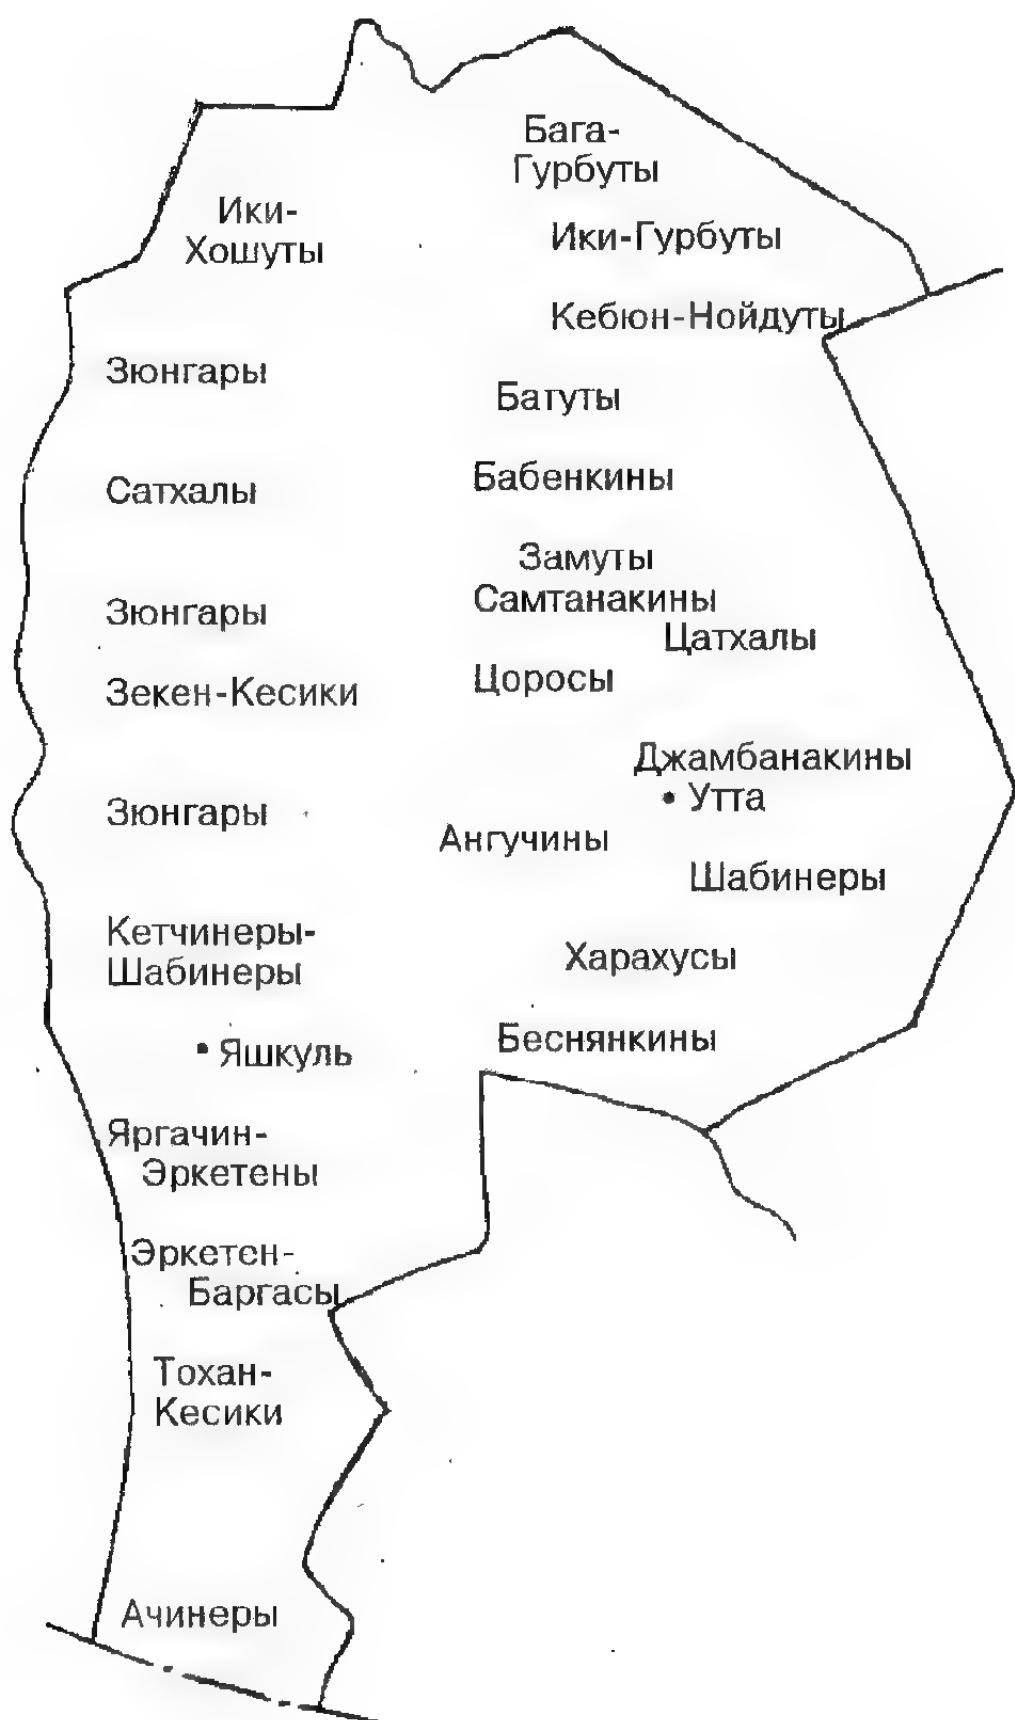 Бага-
Гурбуты
Ики-
Хошуты
Ики-Гурбуты
Кебюн-Нойдуты
Зюнгары
Батуты
Бабенкины
Сатхалы
Замуты
Самтанакины
Зюнгары
Цатхалы
Цоросы
Зекен-Кесики
Джамбанакины
Утта
Зюнгары
Ангучины
Шабинеры
Кетчинеры-
Шабинеры
Харахусы
Беснянкины
Яшкуль
Яргачин-
Эркетены
Эркетен-
Баргасы
Тохан-
Кесики
Ачинеры